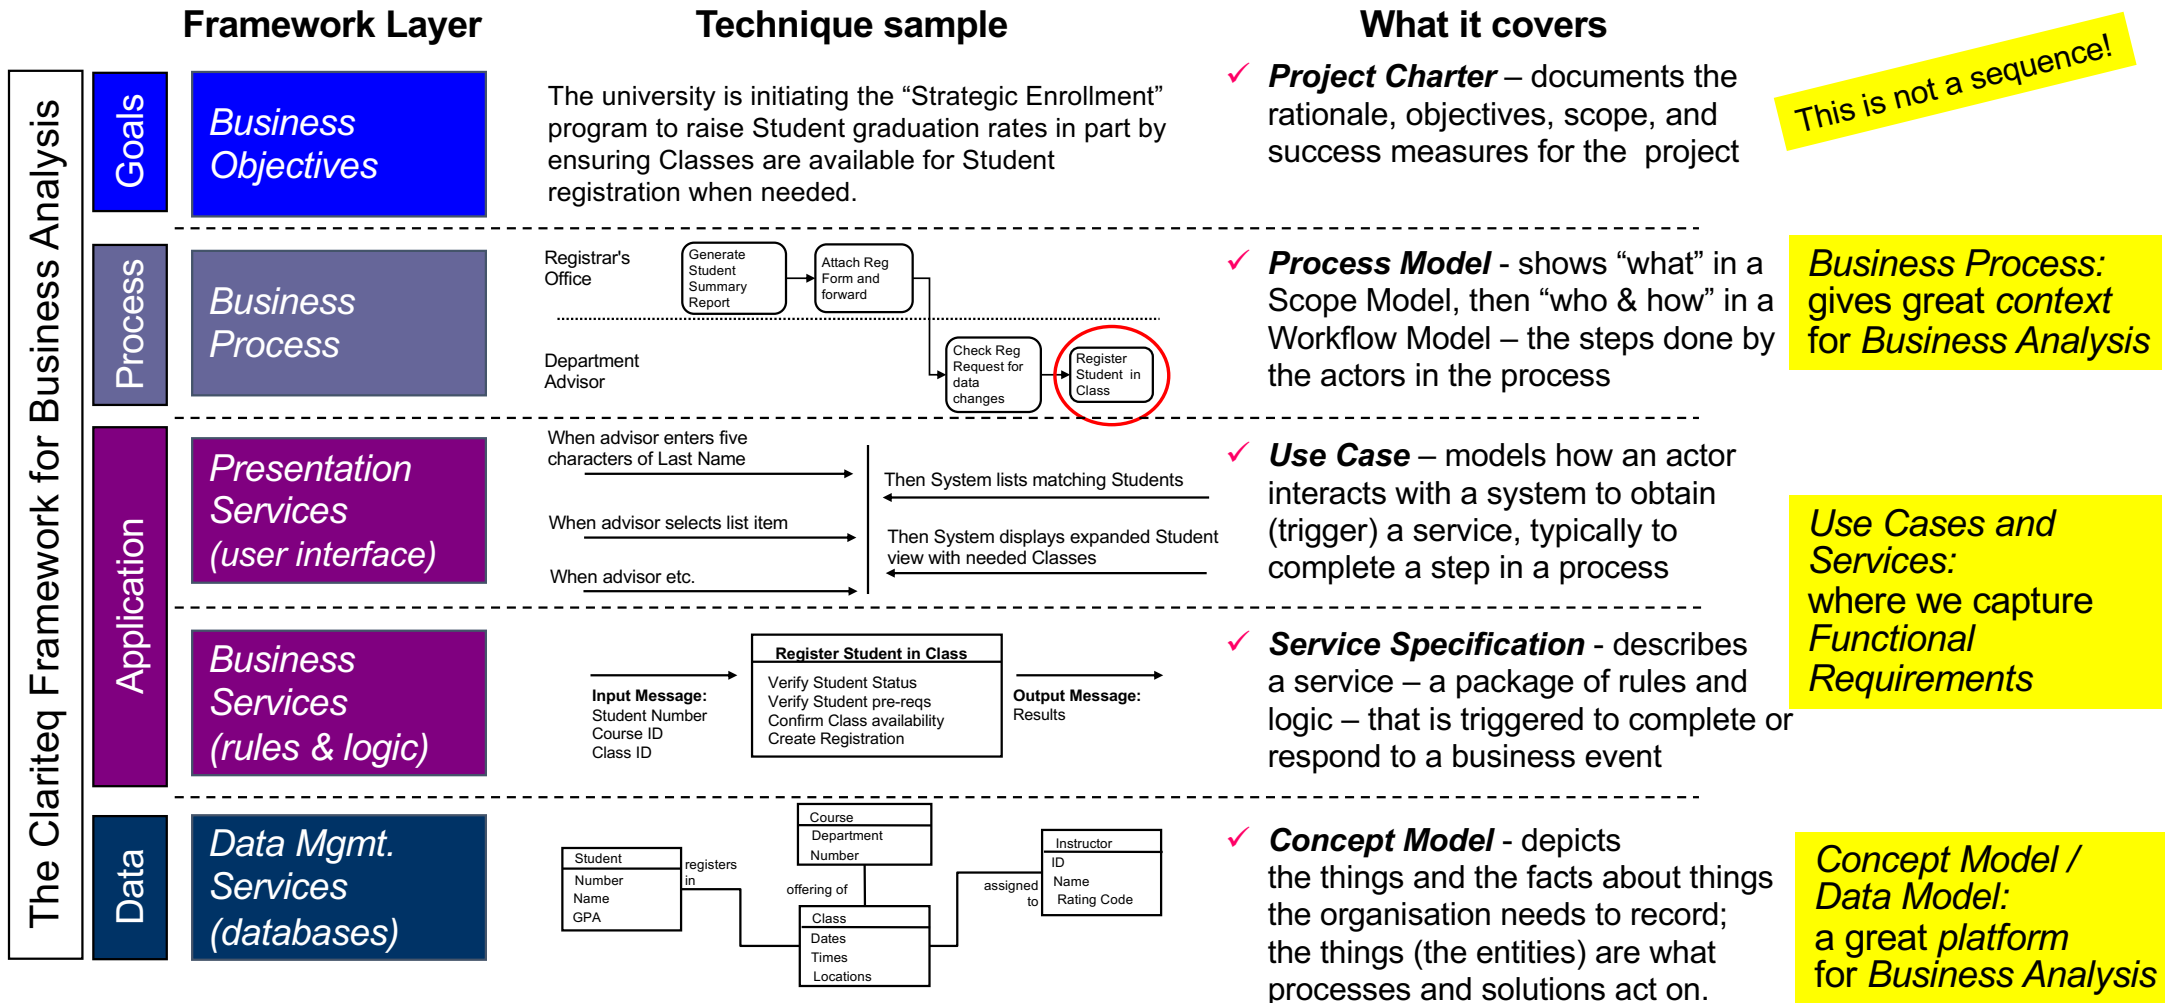 Framework Layer
Technique sample
What it covers
This is not a sequence!
The Clariteq Framework for Business Analysis
Goals
Business
Objectives
The university is initiating the “Strategic Enrollment”
program to raise Student graduation rates in part by
ensuring Classes are available for Student
registration when needed.
✓ Project Charter – documents the
rationale, objectives, scope, and
success measures for the project
Process
Business
Process
Registrar's
Office
Generate
Student
Summary
Report
Attach Reg
Form and
forward
Department
Advisor
Check Reg
Request for
data
changes
Register
Student in
Class
✓ Process Model - shows “what” in a
Scope Model, then “who & how” in a
Workflow Model – the steps done by
the actors in the process
Business Process:
gives great context
for Business Analysis
Application
Presentation
Services
(user interface)
When advisor enters five
characters of Last Name
Then System lists matching Students
When advisor selects list item
Then System displays expanded Student
view with needed Classes
When advisor etc.
✓ Use Case – models how an actor
interacts with a system to obtain
(trigger) a service, typically to
complete a step in a process
Use Cases and
Services:
where we capture
Functional
Requirements
Business
Services
(rules & logic)
Input Message:
Student Number
Course ID
Class ID
Register Student in Class
Verify Student Status
Verify Student pre-reqs
Confirm Class availability
Create Registration
Output Message:
Results
✓ Service Specification - describes
a service – a package of rules and
logic – that is triggered to complete or
respond to a business event
Data
Data Mgmt.
Services
(databases)
Student
Number
Name
GPA
registers
in
Course
Department
Number
offering of
Class
Dates
Times
Locations
assigned
to
Instructor
ID
Name
Rating Code
✓ Concept Model - depicts
the things and the facts about things
the organisation needs to record;
the things (the entities) are what
processes and solutions act on.
Concept Model /
Data Model:
a great platform
for Business Analysis